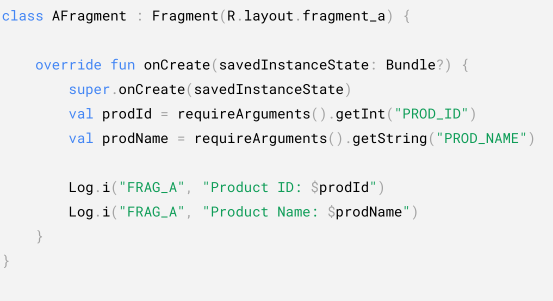 class AFragment : Fragment(R.layout.fragment_a) {
    override fun onCreate(savedInstanceState: Bundle?) {
        super.onCreate(savedInstanceState)
        val prodId = requireArguments().getInt("PROD_ID")
        val prodName = requireArguments().getString("PROD_NAME")
        Log.i("FRAG_A", "Product ID: $prodId")
        Log.i("FRAG_A", "Product Name: $prodName")
    }
}